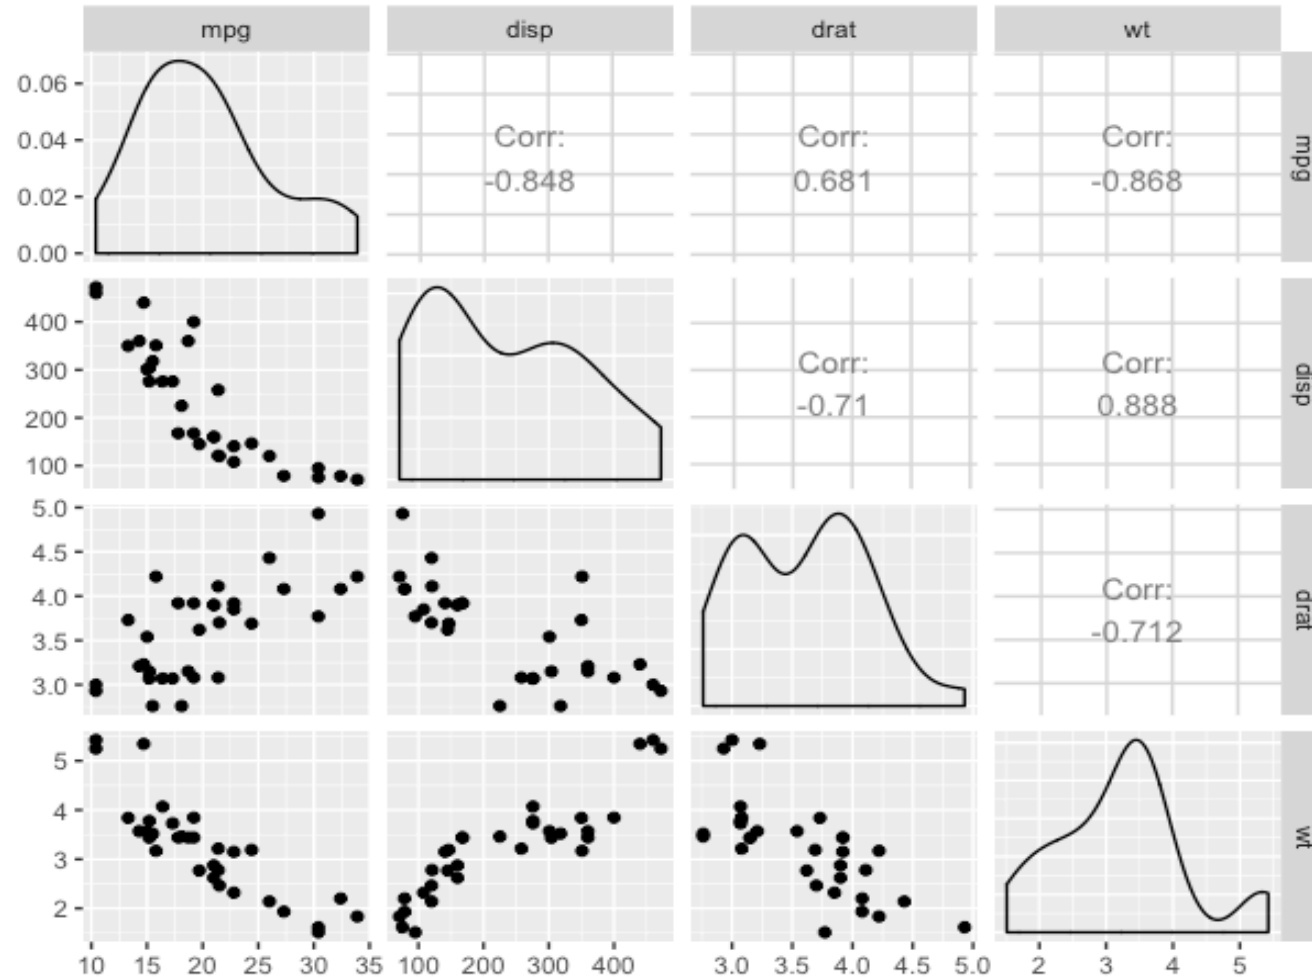 mpg disp drat wt
0.06
0.04
0.02
0.00
Corr:
-0.848
Corr:
0.681
Corr:
-0.868
mpg
400
300
200
100
Corr:
-0.71
Corr:
0.888
disp
5.0
4.5
4.0
3.5
3.0
Corr:
-0.712
drat
5
4
3
2
wt
10 15 20 25 30 35 100 200 300 400 3.0 3.5 4.0 4.5 5.0 2 3 4 5